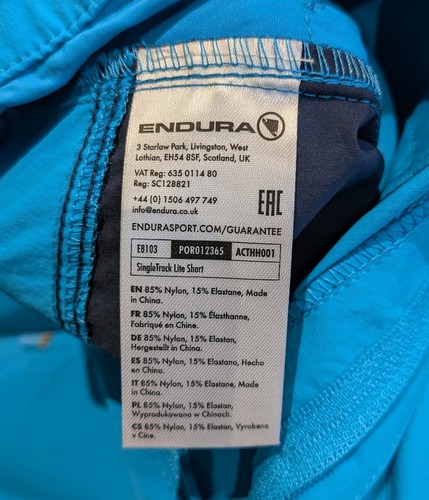 ENDURA
3 Starlaw Park, Livingston, West
Lothian, EH54 8SF, Scotland, UK
VAT Reg: 635 0114 80
Reg: SC128821
+44 (0) 1506 497 749
info@endura.co.uk
EAC
ENDURASPORT.COM/GUARANTEE
E8103 POR012365 ACTHH001
SingleTrack Lite Short
EN 85% Nylon, 15% Elastane, Made
in China.
FR 85% Nylon, 15% Élasthanne,
Fabriqué en Chine.
DE 85% Nylon, 15% Elastan,
Hergestellt in China.
ES 85% Nylon, 15% Elastano, Hecho
en China.
IT 85% Nylon, 15% Elastane, Made
in China.
PL 85% Nylon, 15% Elastan,
Wyprodukowano w Chinach.
CS 85% Nylon, 15% Elastan, Vyrobeno
v Číne.